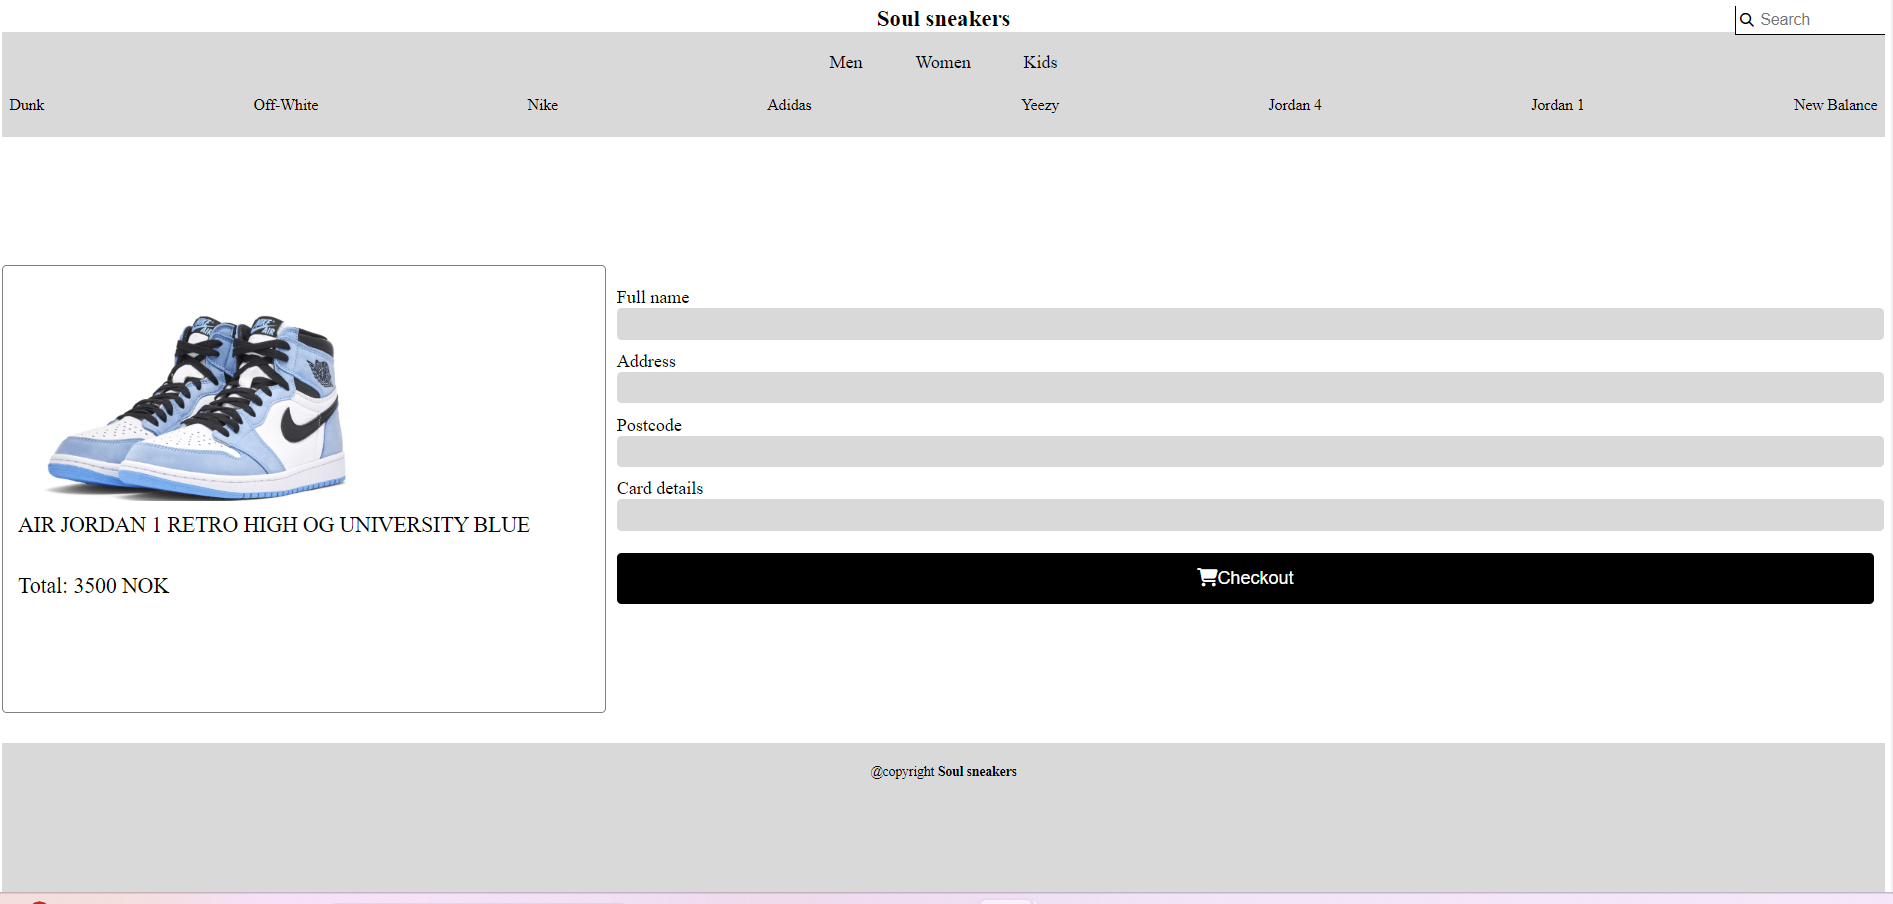 Soul sneakers
Search
Men Women Kids
Dunk Off-White Nike Adidas Yeezy Jordan 4 Jordan 1 New Balance
AIR JORDAN 1 RETRO HIGH OG UNIVERSITY BLUE
Total: 3500 NOK
Full name
Address
Postcode
Card details
Checkout
@copyright Soul sneakers